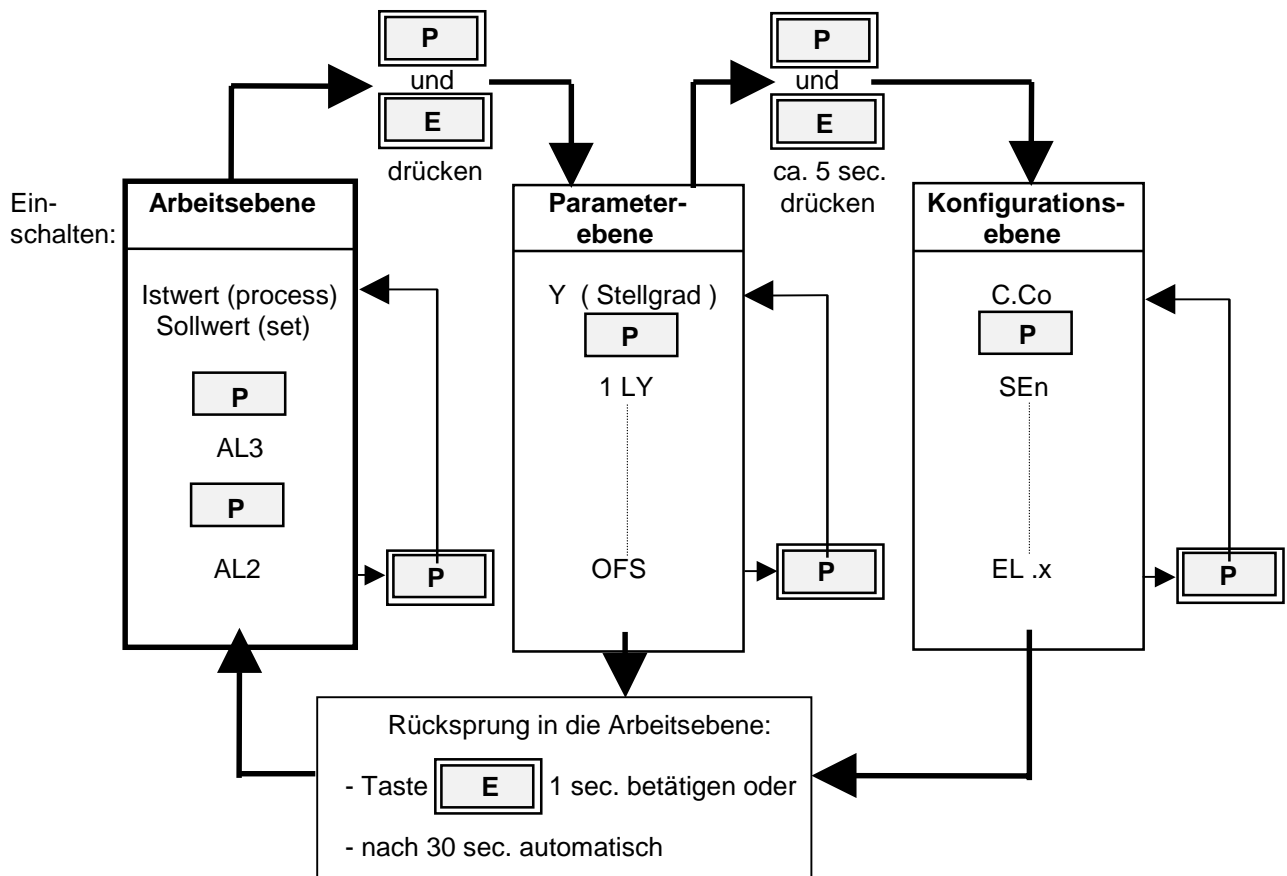 P
und
E
drücken
P
und
E
ca. 5 sec.
drücken
Ein-
schalten:
Arbeitsebene
Istwert (process)
Sollwert (set)
P
AL3
P
AL2
P
Parameter-
ebene
Y ( Stellgrad )
P
1 LY
OFS
P
Konfigurations-
ebene
C.Co
P
SEn
EL .x
P
Rücksprung in die Arbeitsebene:
- Taste E 1 sec. betätigen oder
- nach 30 sec. automatisch